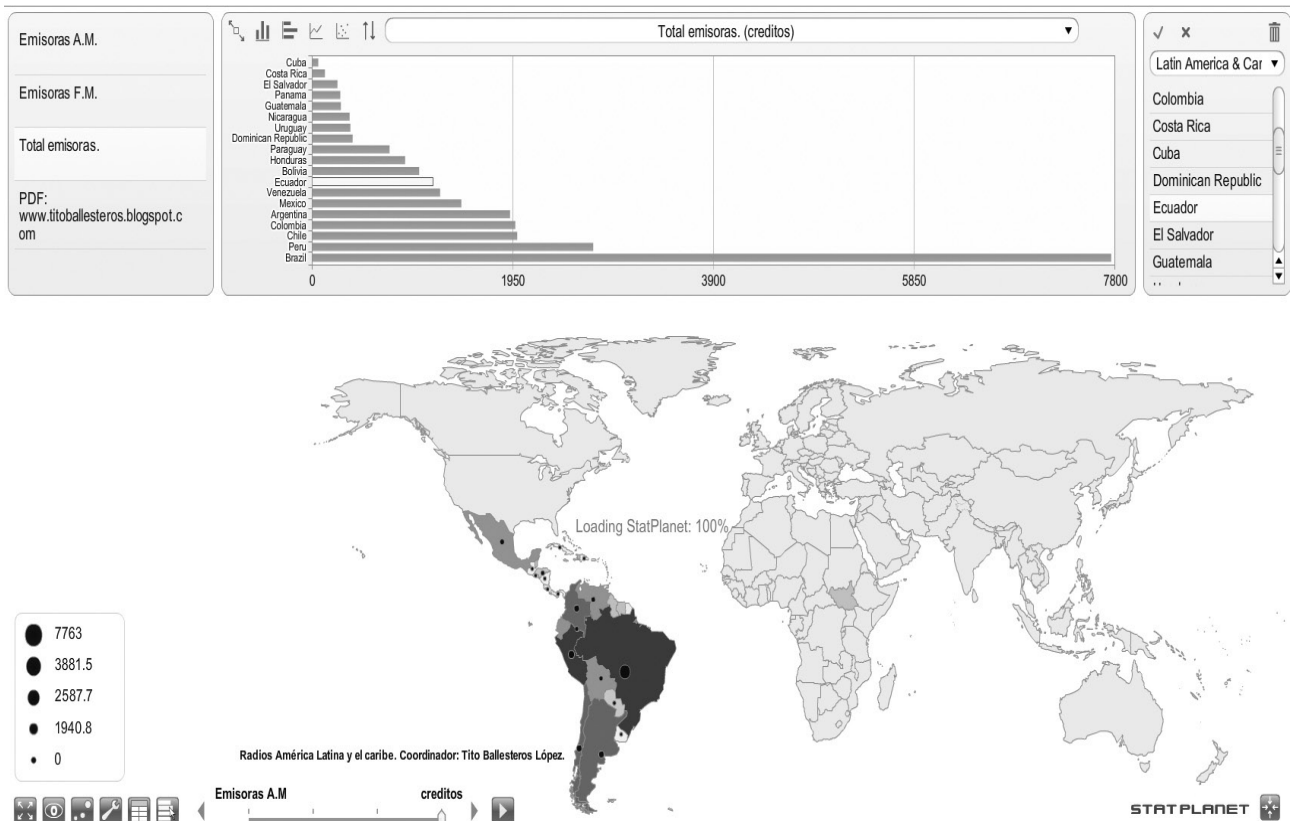 Emisoras A.M.
Emisoras F.M.
Total emisoras.
PDF:
www.titoballesteros.blogspot.c
om
Total emisoras. (creditos)
Cuba
Costa Rica
El Salvador
Panama
Guatemala
Nicaragua
Uruguay
Dominican Republic
Paraguay
Honduras
Bolivia
Ecuador
Venezuela
Mexico
Argentina
Colombia
Chile
Peru
Brazil
0 1950 3900 5850 7800
Latin America & Car
Colombia
Costa Rica
Cuba
Dominican Republic
Ecuador
El Salvador
Guatemala
Loading StatPlanet: 100%
7763
3881.5
2587.7
1940.8
0
Radios América Latina y el caribe. Coordinador: Tito Ballesteros López.
Emisoras A.M creditos
STATPLANET